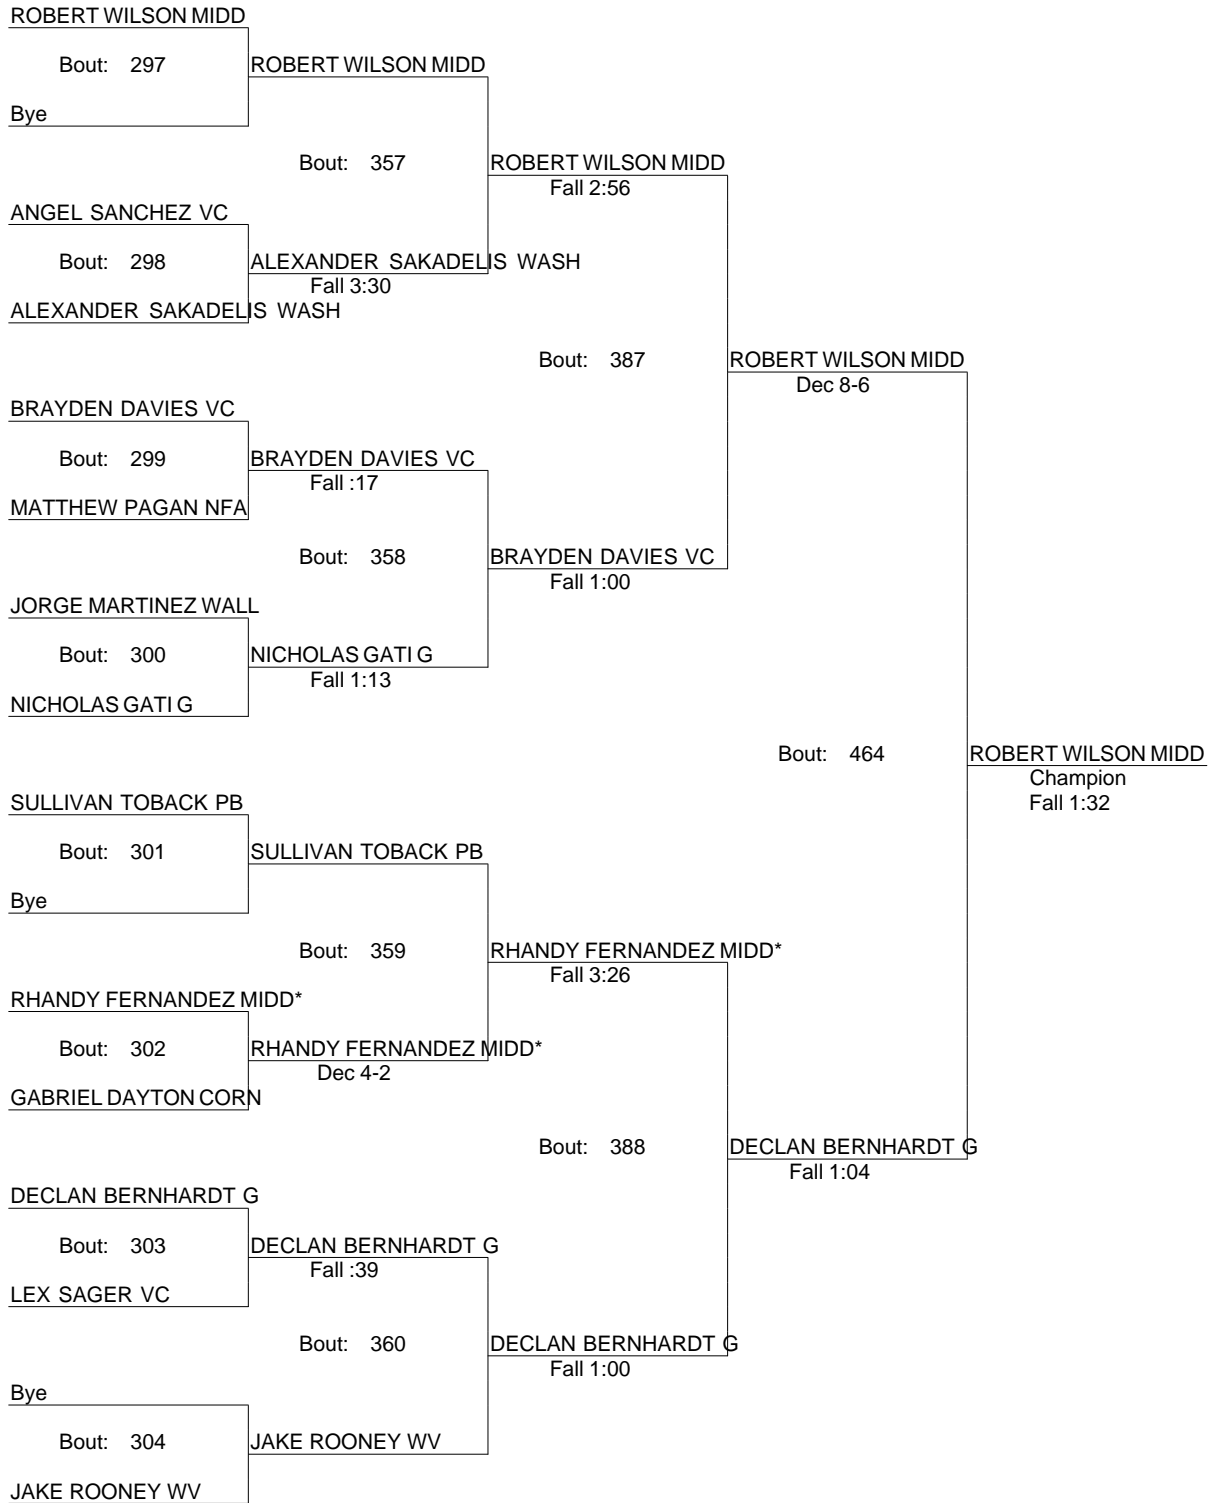 ROBERT WILSON MIDD
Bout: 297 ROBERT WILSON MIDD
Bye
Bout: 357 ROBERT WILSON MIDD
Fall 2:56
ANGEL SANCHEZ VC
Bout: 298 ALEXANDER SAKADELIS WASH
Fall 3:30
ALEXANDER SAKADELIS WASH
Bout: 387 ROBERT WILSON MIDD
Dec 8-6
BRAYDEN DAVIES VC
Bout: 299 BRAYDEN DAVIES VC
Fall :17
MATTHEW PAGAN NFA
Bout: 358 BRAYDEN DAVIES VC
Fall 1:00
JORGE MARTINEZ WALL
Bout: 300 NICHOLAS GATI G
Fall 1:13
NICHOLAS GATI G
Bout: 464 ROBERT WILSON MIDD
Champion
Fall 1:32
SULLIVAN TOBACK PB
Bout: 301 SULLIVAN TOBACK PB
Bye
Bout: 359 RHANDY FERNANDEZ MIDD*
Fall 3:26
RHANDY FERNANDEZ MIDD*
Bout: 302 RHANDY FERNANDEZ MIDD*
Dec 4-2
GABRIEL DAYTON CORN
Bout: 388 DECLAN BERNHARDT G
Fall 1:04
DECLAN BERNHARDT G
Bout: 303 DECLAN BERNHARDT G
Fall :39
LEX SAGER VC
Bout: 360 DECLAN BERNHARDT G
Fall 1:00
Bye
Bout: 304 JAKE ROONEY WV
JAKE ROONEY WV